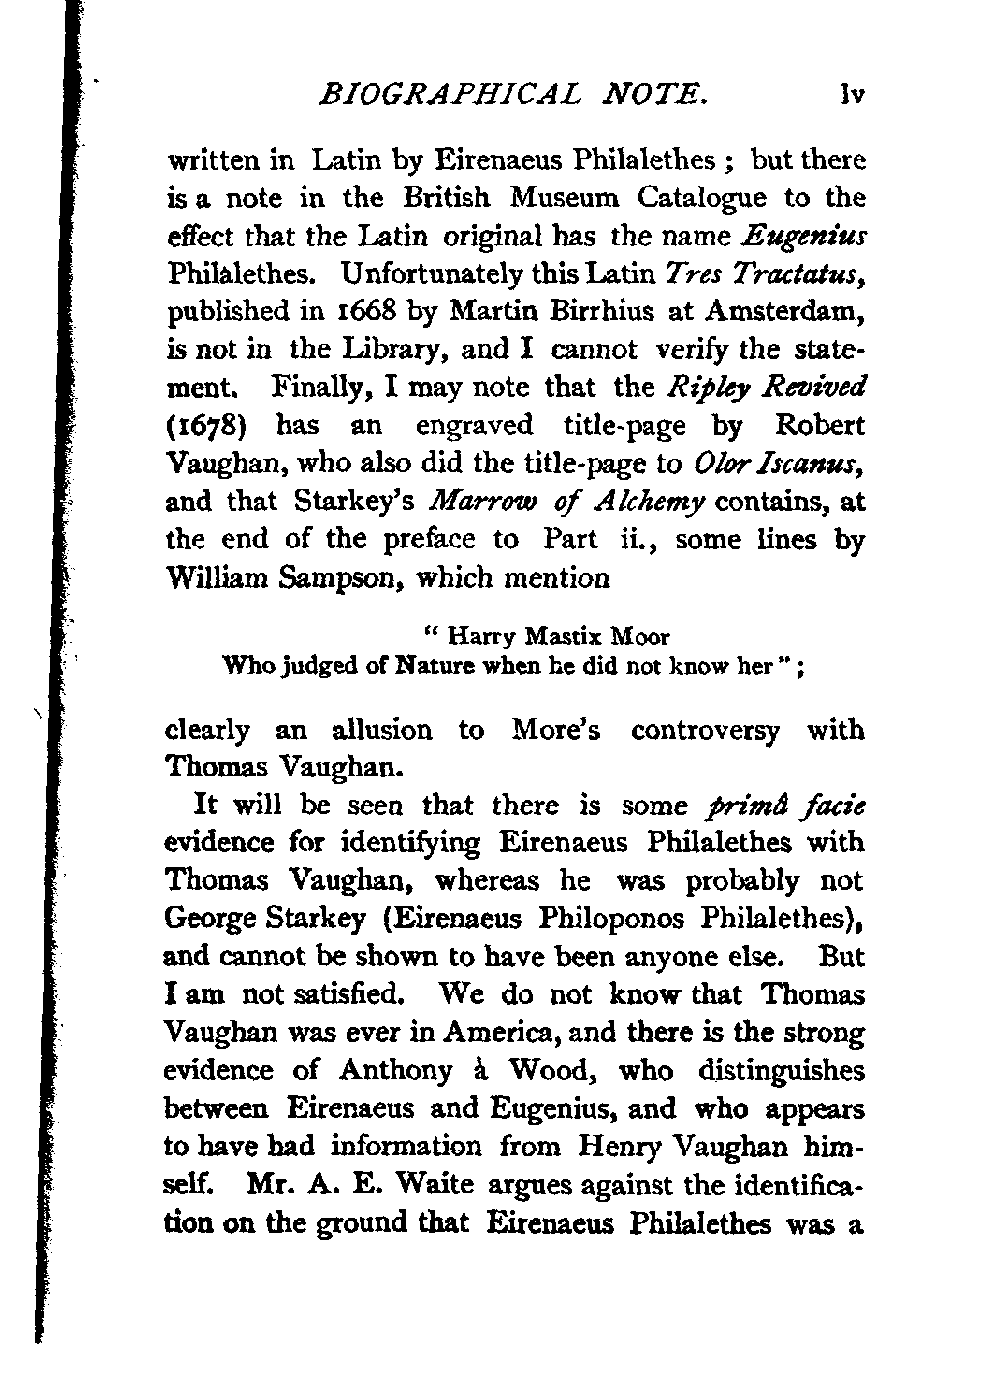 BIOGRAPHICAL NOTE. lv
written in Latin by Eirenaeus Philalethes ; but there
is a note in the British Museum Catalogue to the
effect that the Latin original has the name Eugenius
Philalethes. Unfortunately this Latin Tres Tractatus,
published in 1668 by Martin Birrhius at Amsterdam,
is not in the Library, and I cannot verify the state-
ment. Finally, I may note that the Ripley Revived
(1678) has an engraved title-page by Robert
Vaughan, who also did the title-page to Olor Iscanus,
and that Starkey's Marrow of Alchemy contains, at
the end of the preface to Part ii., some lines by
William Sampson, which mention
“ Harry Mastix Moor
Who judged of Nature when he did not know her ” ;
clearly an allusion to More's controversy with
Thomas Vaughan.
It will be seen that there is some primâ facie
evidence for identifying Eirenaeus Philalethes with
Thomas Vaughan, whereas he was probably not
George Starkey (Eirenaeus Philoponos Philalethes),
and cannot be shown to have been anyone else. But
I am not satisfied. We do not know that Thomas
Vaughan was ever in America, and there is the strong
evidence of Anthony à Wood, who distinguishes
between Eirenaeus and Eugenius, and who appears
to have had information from Henry Vaughan him-
self. Mr. A. E. Waite argues against the identifica-
tion on the ground that Eirenaeus Philalethes was a